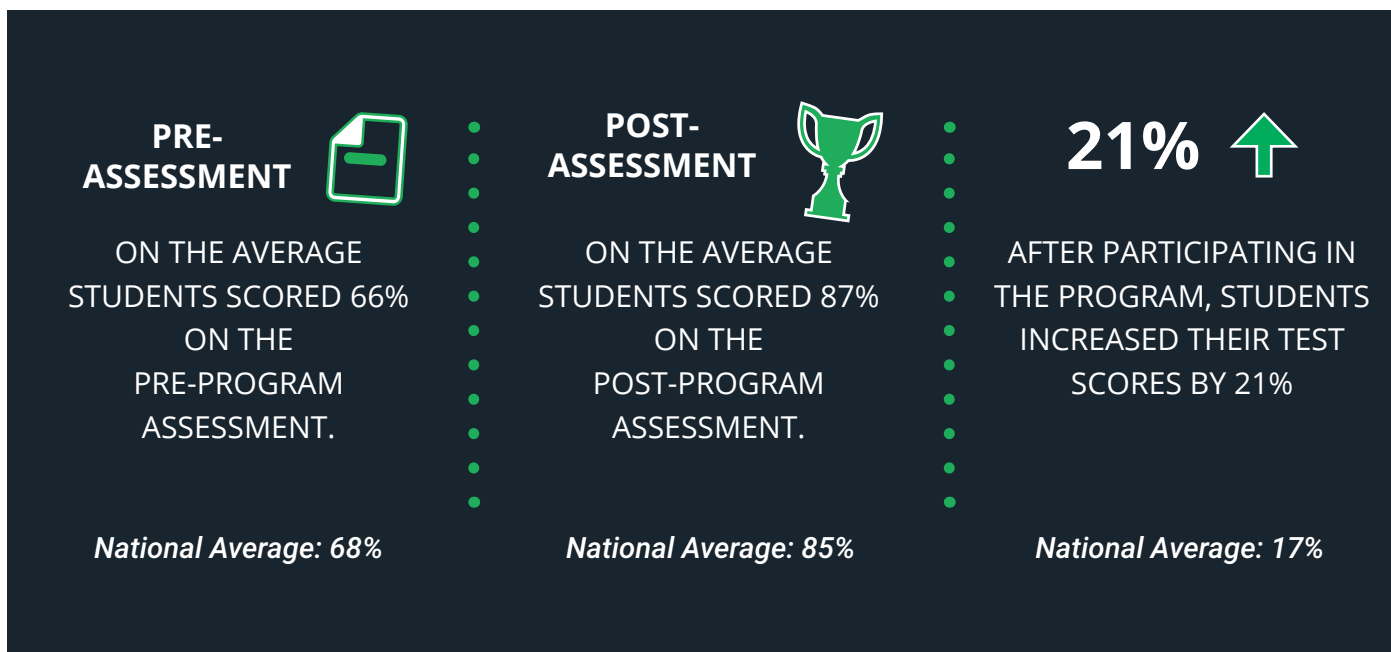 PRE-
ASSESSMENT
ON THE AVERAGE
STUDENTS SCORED 66%
ON THE
PRE-PROGRAM
ASSESSMENT.
National Average: 68%
POST-
ASSESSMENT
ON THE AVERAGE
STUDENTS SCORED 87%
ON THE
POST-PROGRAM
ASSESSMENT.
National Average: 85%
21%
AFTER PARTICIPATING IN
THE PROGRAM, STUDENTS
INCREASED THEIR TEST
SCORES BY 21%
National Average: 17%